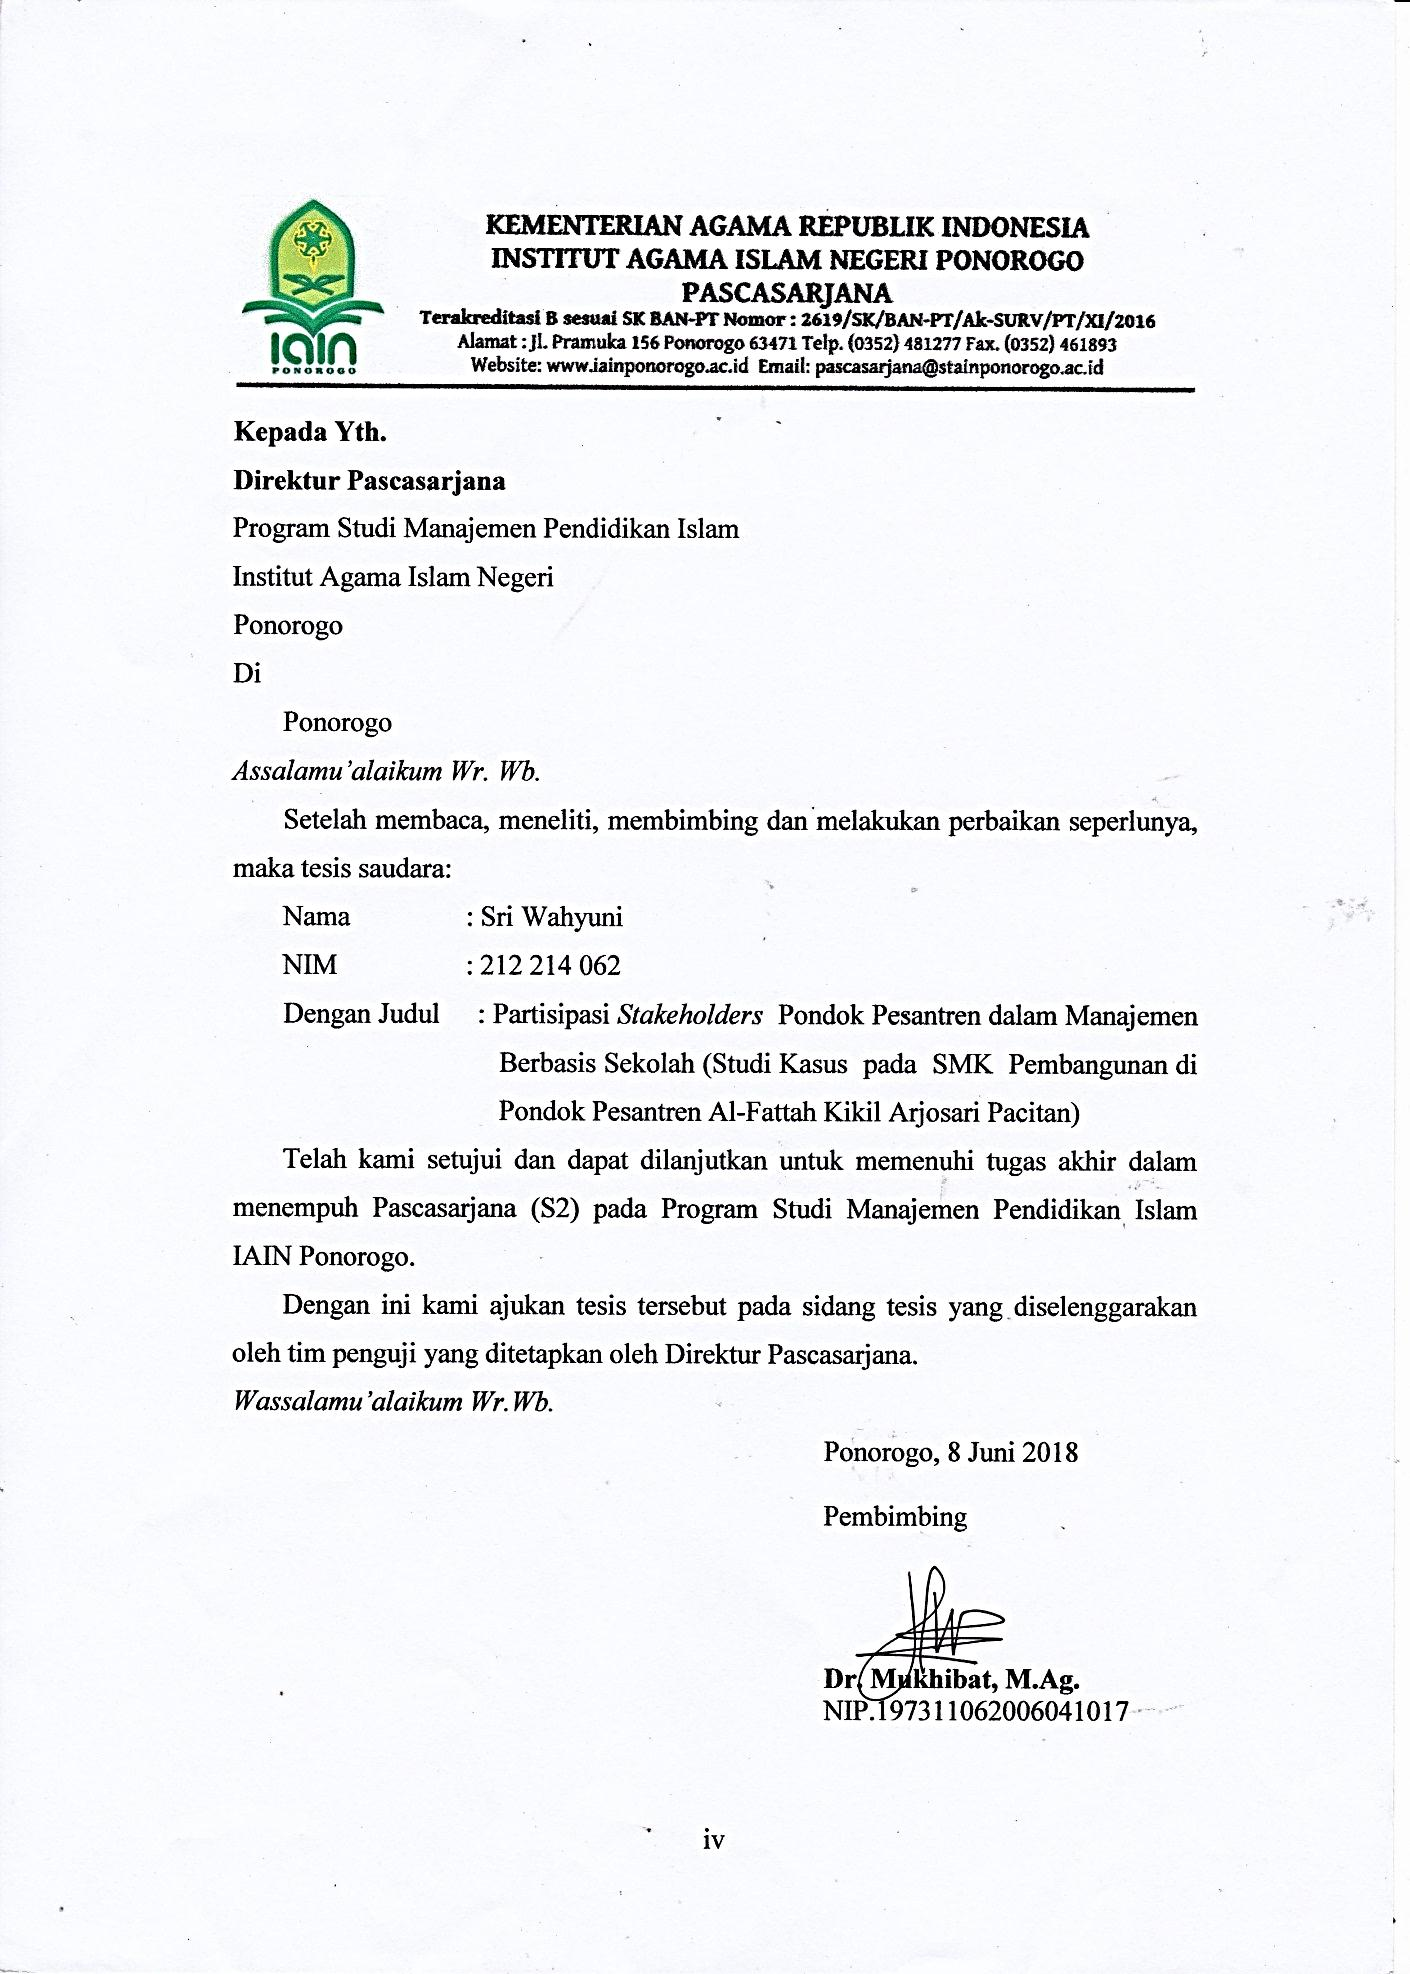 KEMENTERIAN AGAMA REPUBLIK INDONESIA
INSTITUT AGAMA ISLAM NEGERI PONOROGO
PASCASARJANA
Terakreditasi B sesuai SK BAN-PT Nomor : 2619/SK/BAN-PT/Ak-SURV/PT/XI/2016
Alamat : Jl. Pramuka 156 Ponorogo 63471 Telp. (0352) 481277 Fax. (0352) 461893
Website: www.iainponorogo.ac.id Email: pascasarjana@stainponorogo.ac.id
iain
PONOROGO
Kepada Yth.
Direktur Pascasarjana
Program Studi Manajemen Pendidikan Islam
Institut Agama Islam Negeri
Ponorogo
Di
Ponorogo
Assalamu'alaikum Wr. Wb.
Setelah membaca, meneliti, membimbing dan melakukan perbaikan seperlunya,
maka tesis saudara:
Nama : Sri Wahyuni
NIM : 212 214 062
Dengan Judul : Partisipasi Stakeholders Pondok Pesantren dalam Manajemen
Berbasis Sekolah (Studi Kasus pada SMK Pembangunan di
Pondok Pesantren Al-Fattah Kikil Arjosari Pacitan)
Telah kami setujui dan dapat dilanjutkan untuk memenuhi tugas akhir dalam
menempuh Pascasarjana (S2) pada Program Studi Manajemen Pendidikan Islam
IAIN Ponorogo.
Dengan ini kami ajukan tesis tersebut pada sidang tesis yang diselenggarakan
oleh tim penguji yang ditetapkan oleh Direktur Pascasarjana.
Wassalamu'alaikum Wr. Wb.
Ponorogo, 8 Juni 2018
Pembimbing
Dr. Mukhibat, M.Ag.
NIP.197311062006041017
iv